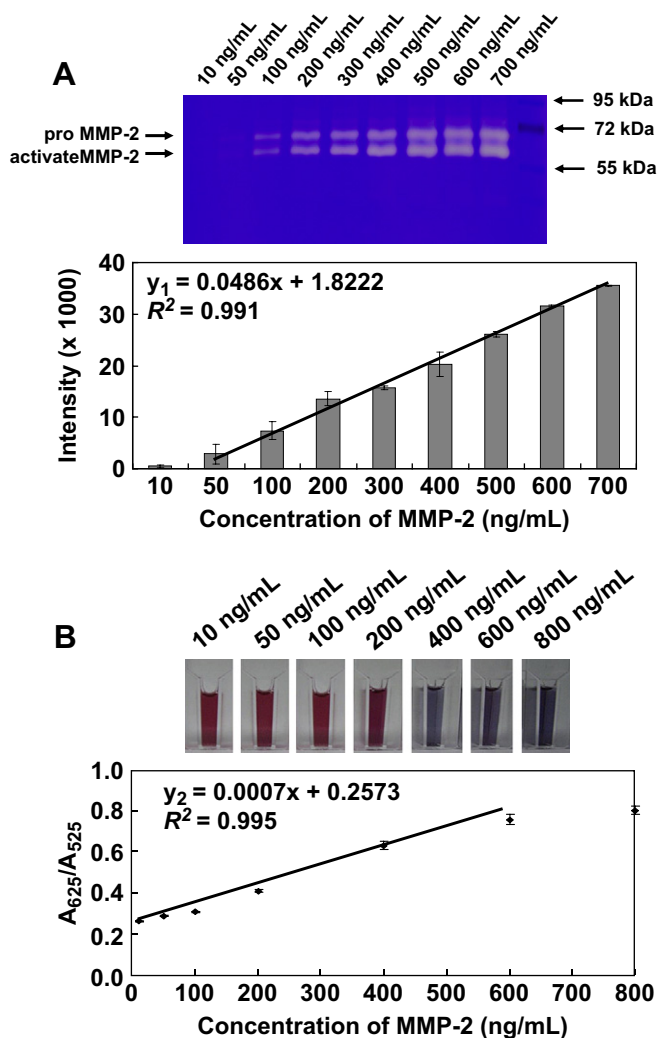 A
10 ng/mL
50 ng/mL
100 ng/mL
200 ng/mL
300 ng/mL
400 ng/mL
500 ng/mL
600 ng/mL
700 ng/mL
pro MMP-2
activateMMP-2
95 kDa
72 kDa
55 kDa
y1 = 0.0486x + 1.8222
R2 = 0.991
Intensity (x 1000)
40
30
20
10
0
10 50 100 200 300 400 500 600 700
Concentration of MMP-2 (ng/mL)
B
10 ng/mL
50 ng/mL
100 ng/mL
200 ng/mL
400 ng/mL
600 ng/mL
800 ng/mL
y2 = 0.0007x + 0.2573
R2 = 0.995
A625/A525
1.0
0.8
0.6
0.4
0.2
0.0
0 100 200 300 400 500 600 700 800
Concentration of MMP-2 (ng/mL)